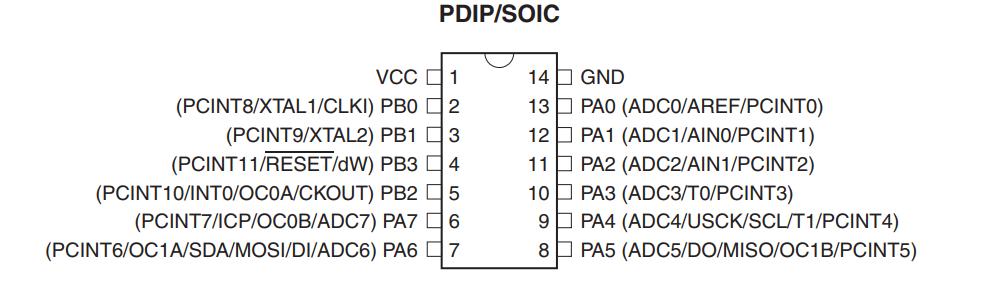 PDIP/SOIC
VCC 1 14 GND
(PCINT8/XTAL1/CLKI) PB0 2 13 PA0 (ADC0/AREF/PCINT0)
(PCINT9/XTAL2) PB1 3 12 PA1 (ADC1/AIN0/PCINT1)
(PCINT11/RESET/dW) PB3 4 11 PA2 (ADC2/AIN1/PCINT2)
(PCINT10/INT0/OC0A/CKOUT) PB2 5 10 PA3 (ADC3/T0/PCINT3)
(PCINT7/ICP/OC0B/ADC7) PA7 6 9 PA4 (ADC4/USCK/SCL/T1/PCINT4)
(PCINT6/OC1A/SDA/MOSI/DI/ADC6) PA6 7 8 PA5 (ADC5/DO/MISO/OC1B/PCINT5)